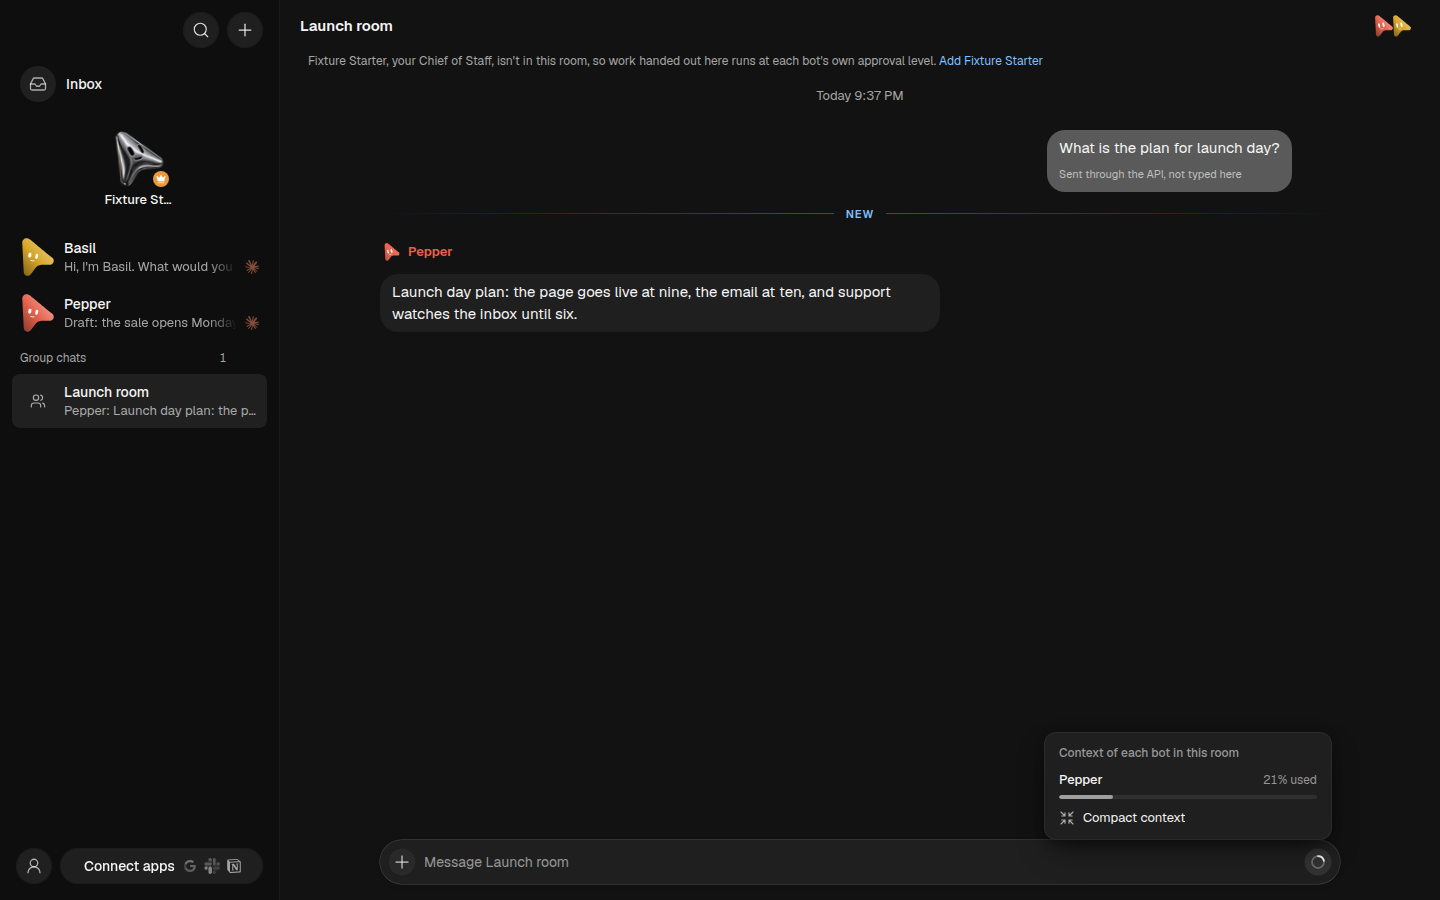 Inbox
Fixture St...
Basil
Hi, I'm Basil. What would you
Pepper
Draft: the sale opens Monday
Group chats 1
Launch room
Pepper: Launch day plan: the p...
Connect apps
Launch room
Fixture Starter, your Chief of Staff, isn't in this room, so work handed out here runs at each bot's own approval level. Add Fixture Starter
Today 9:37 PM
What is the plan for launch day?
Sent through the API, not typed here
NEW
Pepper
Launch day plan: the page goes live at nine, the email at ten, and support
watches the inbox until six.
Context of each bot in this room
Pepper 21% used
Compact context
Message Launch room